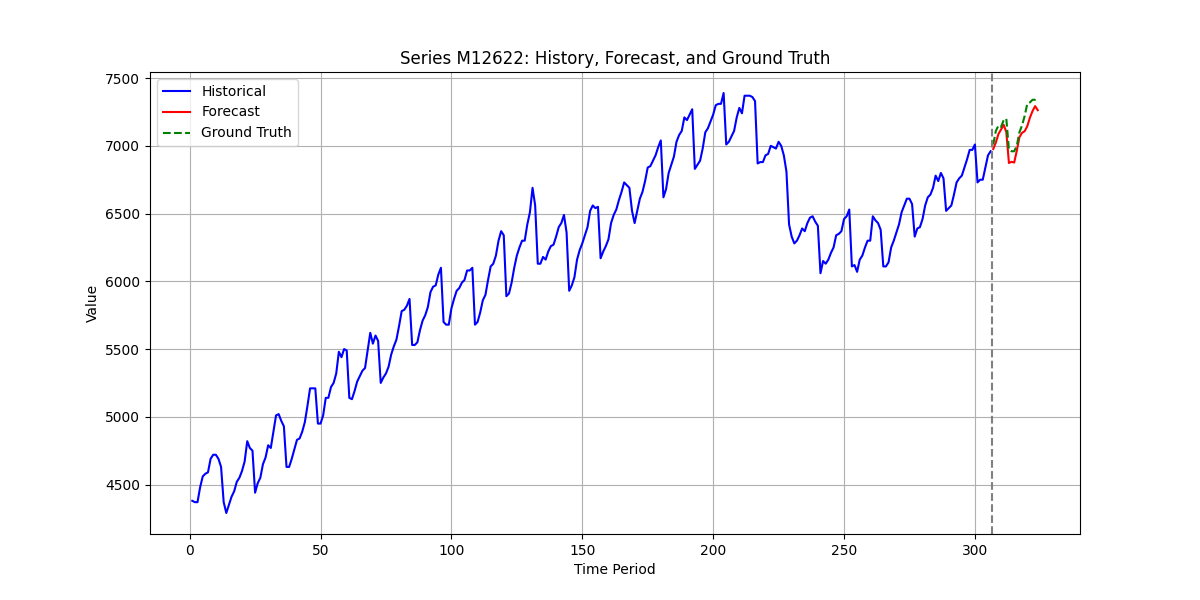 Series M12622: History, Forecast, and Ground Truth
Historical
Forecast
Ground Truth
7500
7000
6500
6000
5500
5000
4500
Value
0
50
100
150
200
250
300
Time Period